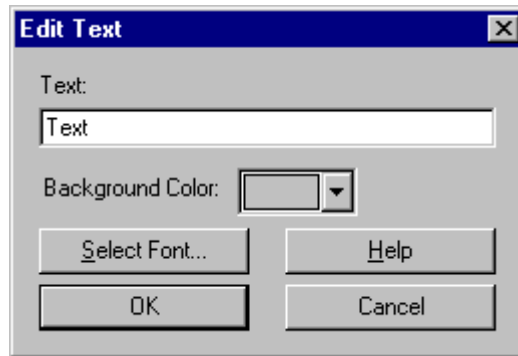 Edit Text
Text:
Text
Background Color:
Select Font... Help
OK Cancel